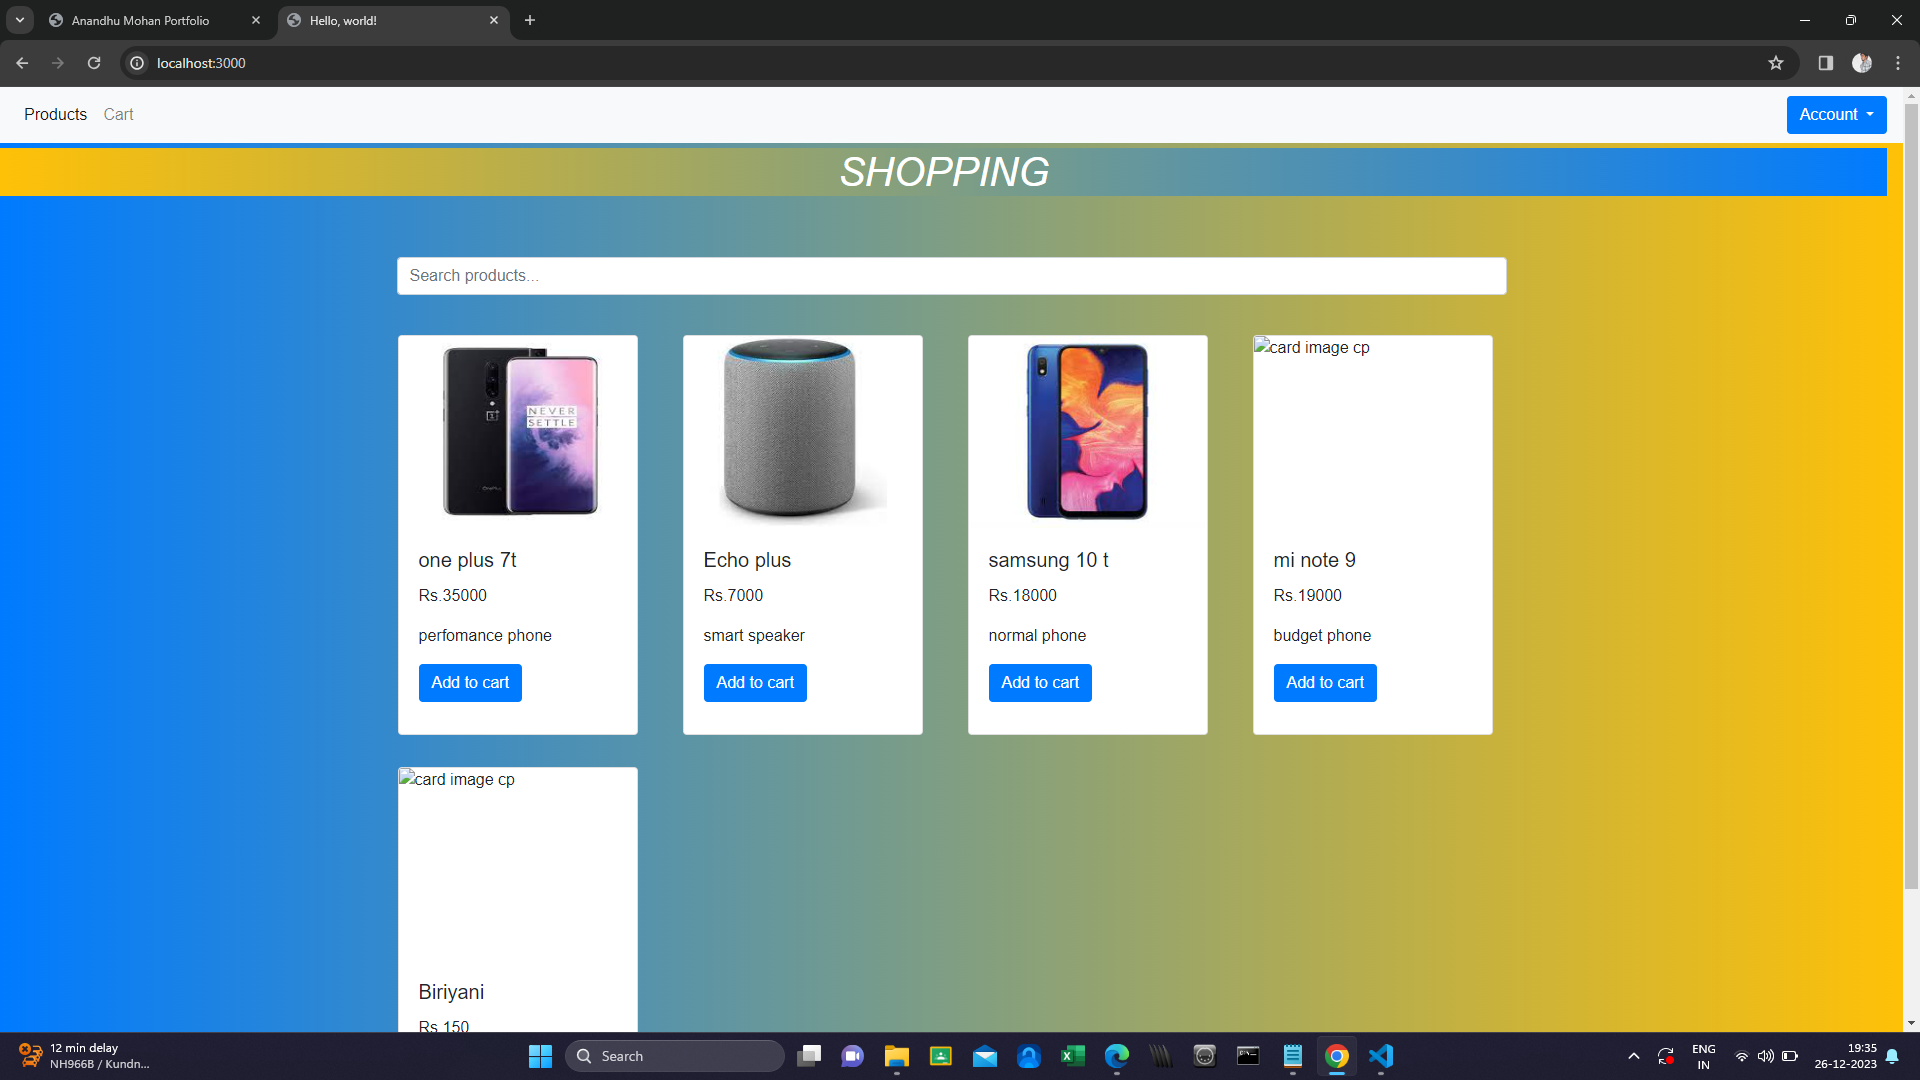 Anandhu Mohan Portfolio
Hello, world!
localhost:3000
Products Cart
Account
SHOPPING
Search products...
NEVER
SETTLE
one plus 7t
Rs.35000
perfomance phone
Add to cart
Echo plus
Rs.7000
smart speaker
Add to cart
samsung 10 t
Rs.18000
normal phone
Add to cart
card image cp
mi note 9
Rs.19000
budget phone
Add to cart
card image cp
Biriyani
Rs.150
12 min delay
NH966B / Kundn...
Search
ENG
IN
19:35
26-12-2023